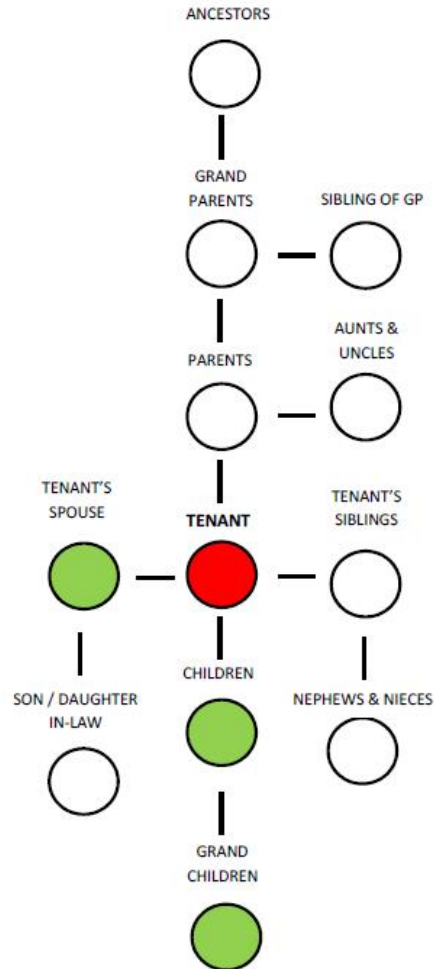 ANCESTORS
GRAND
PARENTS
SIBLING OF GP
PARENTS
AUNTS &
UNCLES
TENANT'S
SPOUSE
TENANT
TENANT'S
SIBLINGS
SON / DAUGHTER
IN-LAW
CHILDREN
NEPHEWS & NIECES
GRAND
CHILDREN